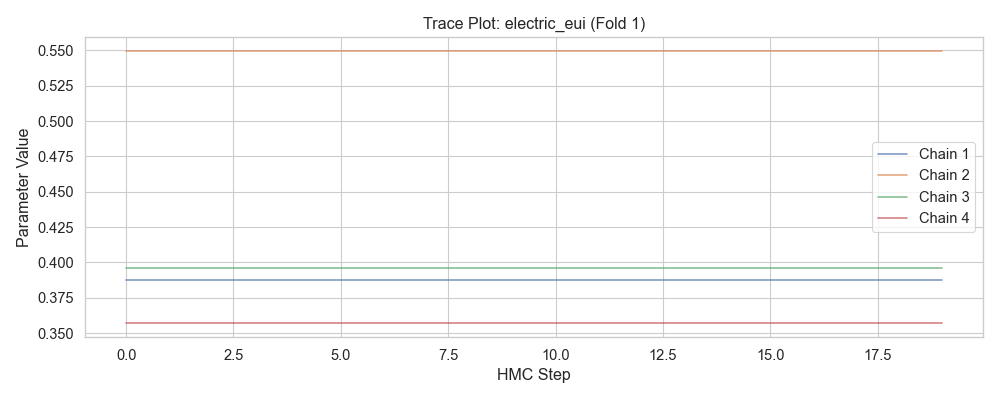 Trace Plot: electric_eui (Fold 1)
Parameter Value
0.550
0.525
0.500
0.475
0.450
0.425
0.400
0.375
0.350
Chain 1
Chain 2
Chain 3
Chain 4
0.0 2.5 5.0 7.5 10.0 12.5 15.0 17.5
HMC Step